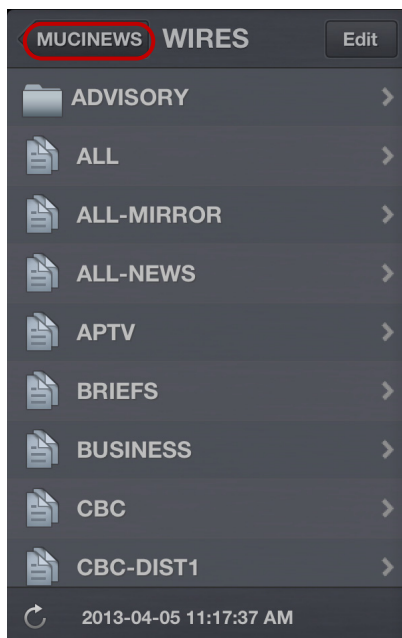 MUCINEWS WIRES Edit
ADVISORY
ALL
ALL-MIRROR
ALL-NEWS
APTV
BRIEFS
BUSINESS
CBC
CBC-DIST1
2013-04-05 11:17:37 AM